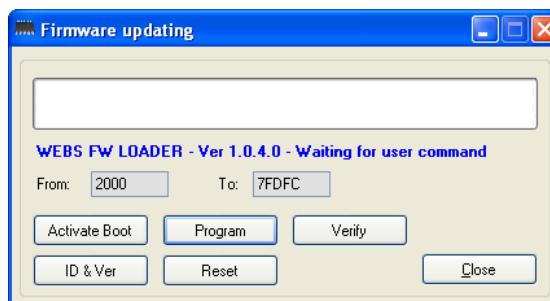 Firmware updating
WEBS FW LOADER - Ver 1.0.4.0 - Waiting for user command
From: 2000 To: 7FDFC
Activate Boot Program Verify
ID & Ver Reset Close